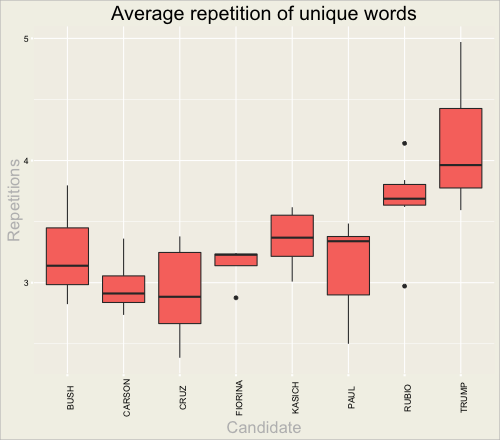 Average repetition of unique words
Repetitions
5
4
3
BUSH
CARSON
CRUZ
FIORINA
KASICH
PAUL
RUBIO
TRUMP
Candidate